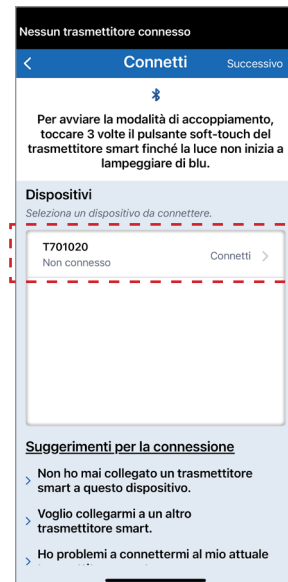 Nessun trasmettitore connesso
Connetti
Successivo
Per avviare la modalità di accoppiamento,
toccare 3 volte il pulsante soft-touch del
trasmettitore smart finché la luce non inizia a
lampeggiare di blu.
Dispositivi
Seleziona un dispositivo da connettere.
T701020
Non connesso
Connetti
Suggerimenti per la connessione
Non ho mai collegato un trasmettitore
smart a questo dispositivo.
Voglio collegarmi a un altro
trasmettitore smart.
Ho problemi a connettermi al mio attuale